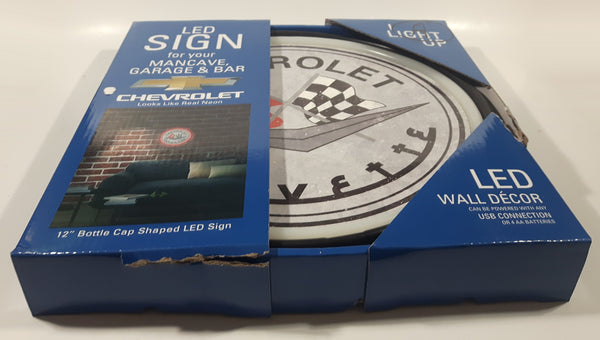 LED
SIGN
for your
MANCAVE,
GARAGE & BAR
CHEVROLET
Looks Like Real Neon
12" Bottle Cap Shaped LED Sign
LIGHT
UP
LED
WALL DÉCOR
CAN BE POWERED WITH ANY
USB CONNECTION
OR 4 AA BATTERIES